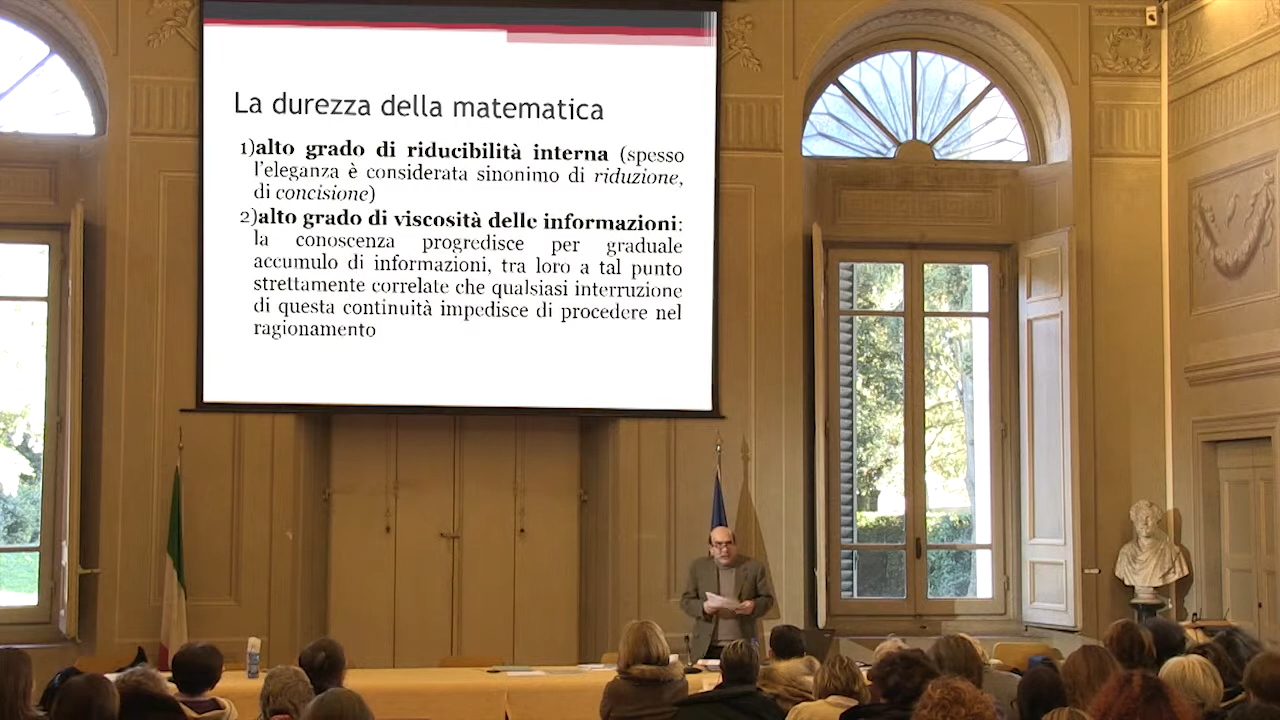 La durezza della matematica
1)alto grado di riducibilità interna (spesso
l'eleganza è considerata sinonimo di riduzione,
di concisione)
2)alto grado di viscosità delle informazioni:
la conoscenza progredisce per graduale
accumulo di informazioni, tra loro a tal punto
strettamente correlate che qualsiasi interruzione
di questa continuità impedisce di procedere nel
ragionamento